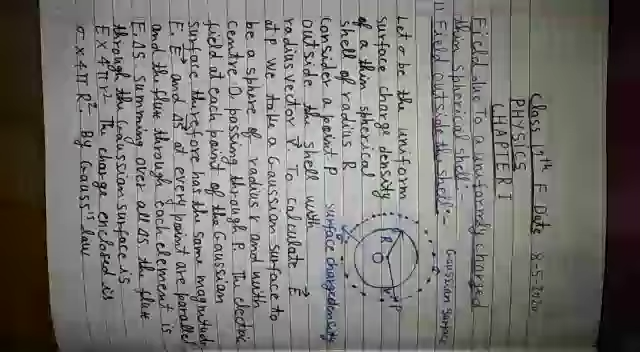 Class 12th F Date 8-5-2020
PHYSICS
CHAPTER I
Field due to a uniformly charged
thin spherical shell:-
1) Field outside the shell:- Gaussian surface
Let σ be the uniform
surface charge density
of a thin spherical
shell of radius R
R
O
r
P
surface charge density
Consider a point P
outside the shell with
radius vector r⃗ To calculate E⃗
at P we take a Gaussian surface to
be a sphere of radius r and with
centre O passing through P. The electric
field at each point of the Gaussian
surface therefore has the same magnitude
E E⃗ and ΔS⃗ at every point are parallel
and the flux through each element is
E ΔS summing over all ΔS the flux
through the Gaussian surface is
E x 4πr² The charge enclosed is
σ x 4πR² By Gauss's law